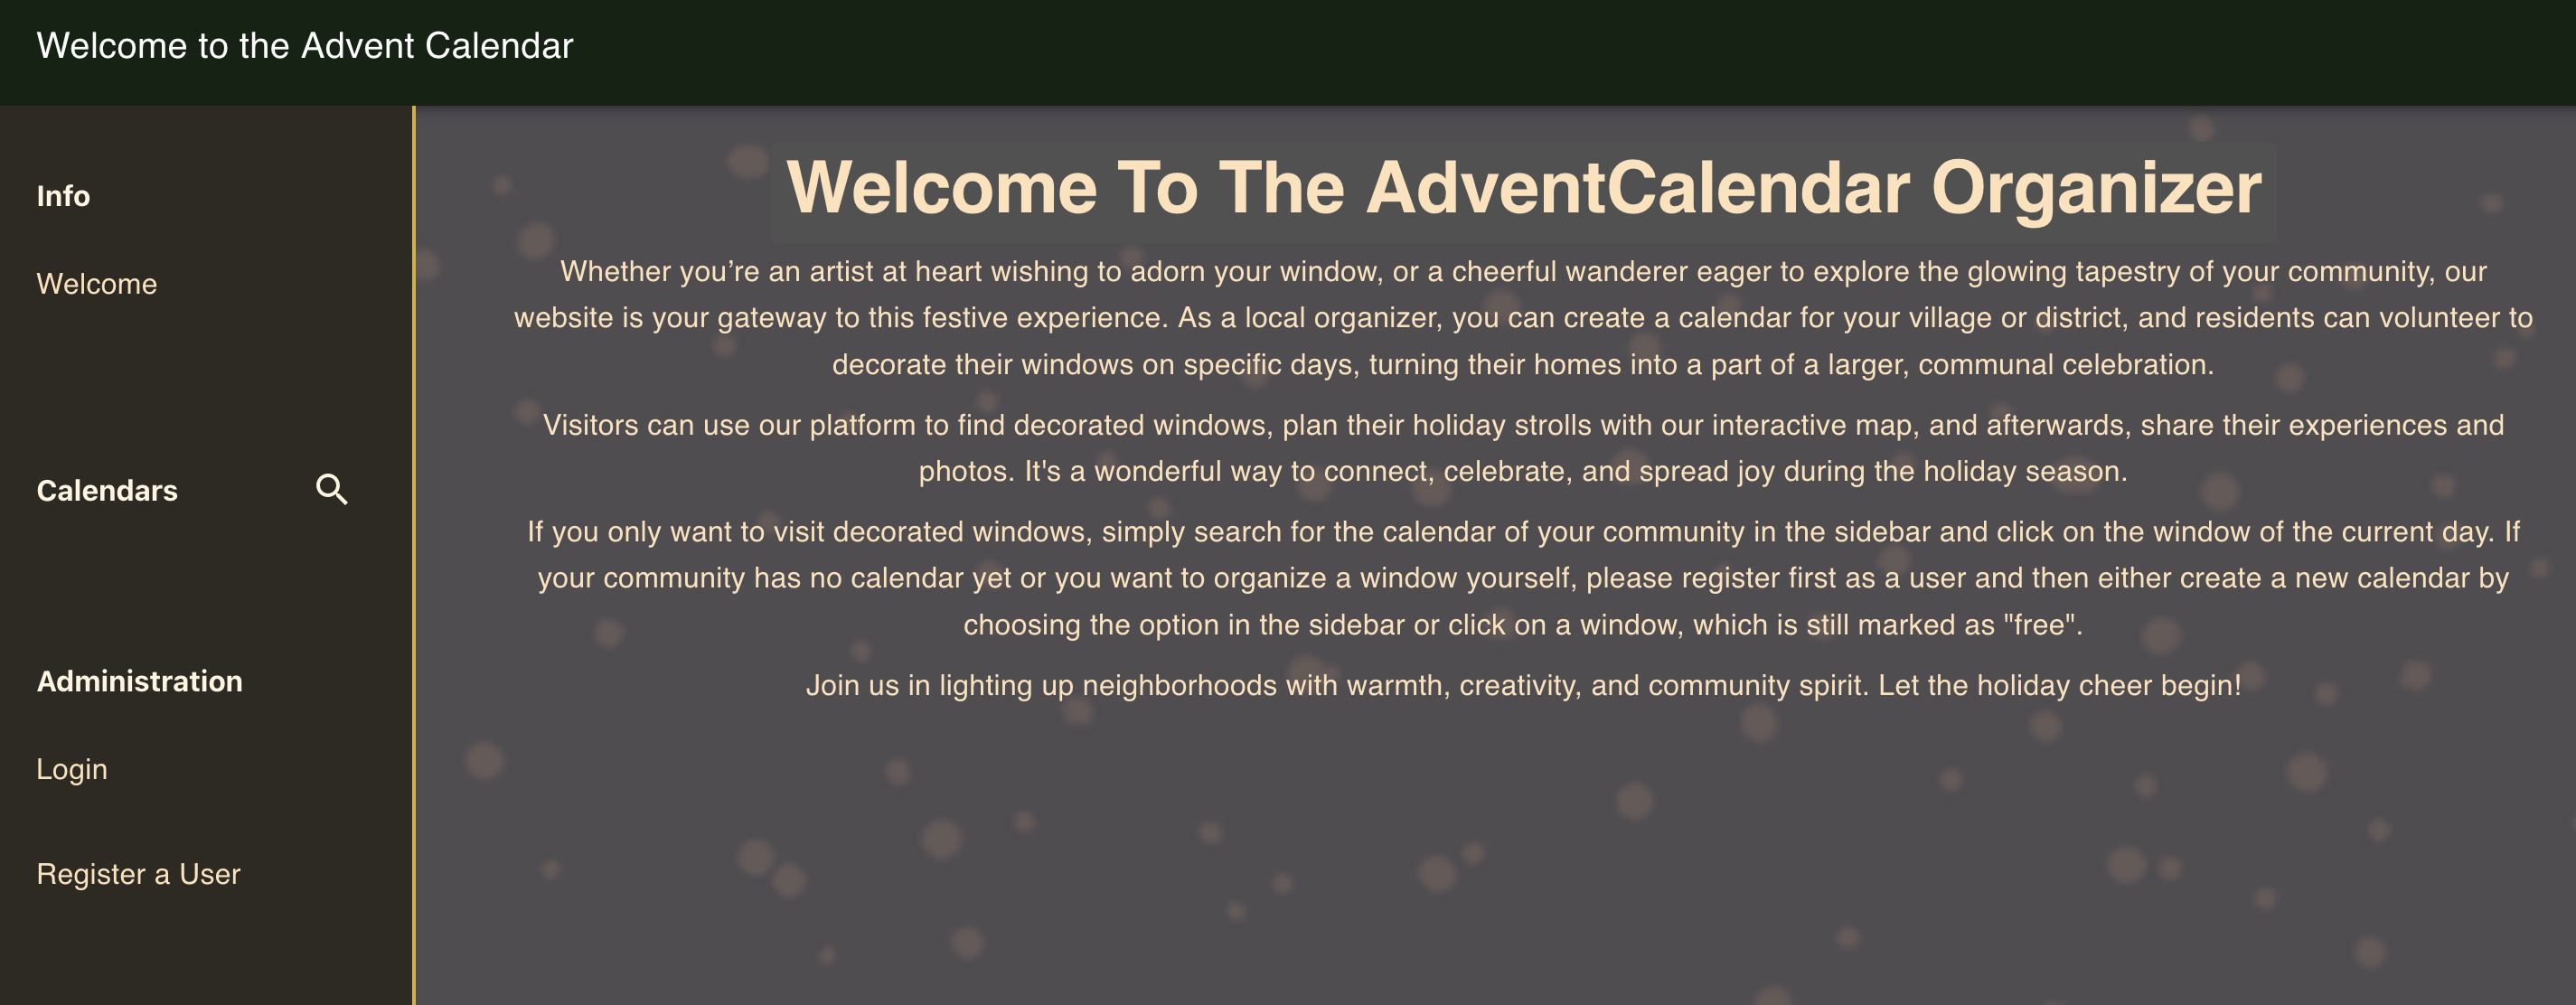 Welcome to the Advent Calendar
Info
Welcome
Calendars
Administration
Login
Register a User
Welcome To The AdventCalendar Organizer
Whether you’re an artist at heart wishing to adorn your window, or a cheerful wanderer eager to explore the glowing tapestry of your community, our
website is your gateway to this festive experience. As a local organizer, you can create a calendar for your village or district, and residents can volunteer to
decorate their windows on specific days, turning their homes into a part of a larger, communal celebration.
Visitors can use our platform to find decorated windows, plan their holiday strolls with our interactive map, and afterwards, share their experiences and
photos. It's a wonderful way to connect, celebrate, and spread joy during the holiday season.
If you only want to visit decorated windows, simply search for the calendar of your community in the sidebar and click on the window of the current day. If
your community has no calendar yet or you want to organize a window yourself, please register first as a user and then either create a new calendar by
choosing the option in the sidebar or click on a window, which is still marked as "free".
Join us in lighting up neighborhoods with warmth, creativity, and community spirit. Let the holiday cheer begin!